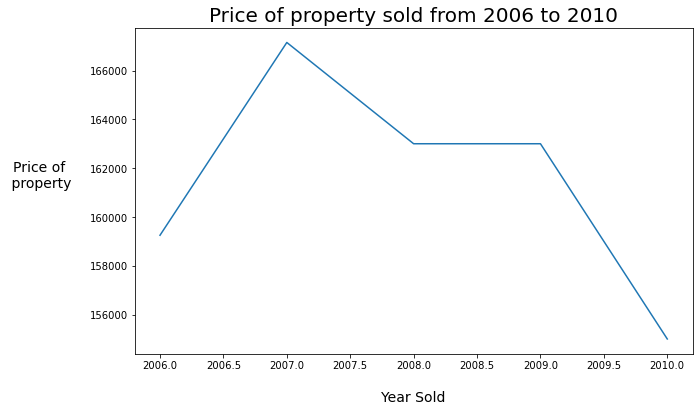 Price of property sold from 2006 to 2010
166000
164000
162000
160000
158000
156000
Price of
property
2006.0 2006.5 2007.0 2007.5 2008.0 2008.5 2009.0 2009.5 2010.0
Year Sold